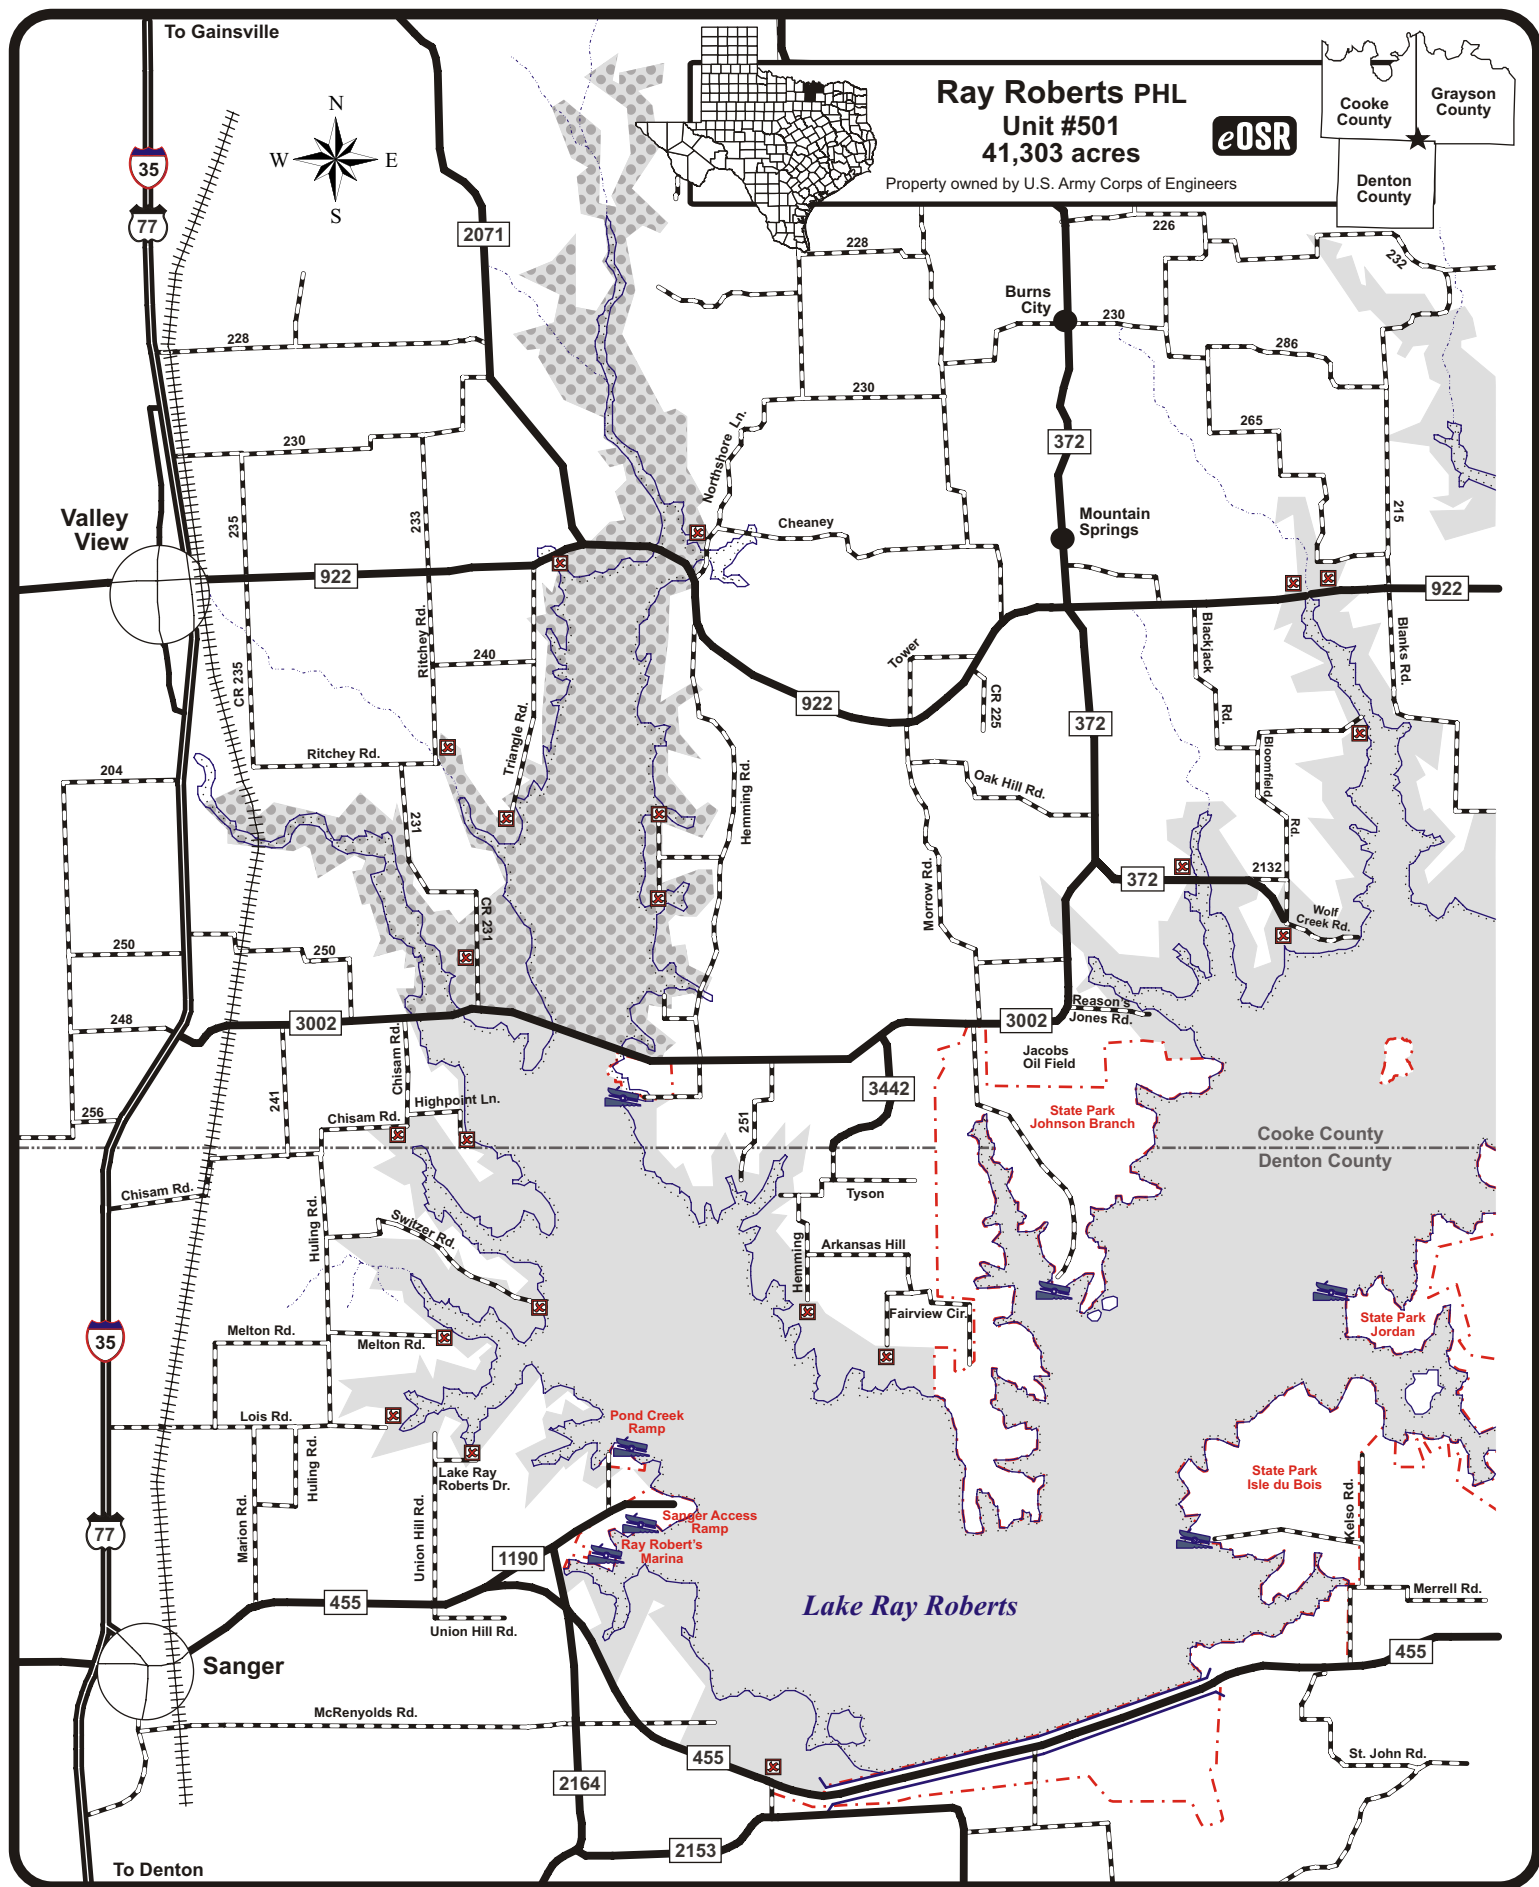 To Gainsville
N
W
E
S
35
77
2071
Ray Roberts PHL
Unit #501
41,303 acres
Property owned by U.S. Army Corps of Engineers
eOSR
Cooke
County
Grayson
County
Denton
County
228
226
232
Burns
City
230
286
228
230
265
372
230
Northshore Ln.
Valley
View
235
233
Cheaney
Mountain
Springs
215
922
922
Ritchey Rd.
240
CR 235
Tower
CR 225
Blackjack
Rd.
Blanks Rd.
922
372
Ritchey Rd.
Triangle Rd.
Hemming Rd.
Bloomfield
Rd.
204
231
Oak Hill Rd.
Morrow Rd.
372
2132
Wolf
Creek Rd.
CR 231
250
250
248
3002
Reason's
Jones Rd.
3002
Jacobs
Oil Field
Chisam Rd.
Highpoint Ln.
241
256
Chisam Rd.
251
3442
State Park
Johnson Branch
Cooke County
Denton County
Chisam Rd.
Huling Rd.
Switzer Rd.
Tyson
Hemming
Arkansas Hill
Fairview Cir.
State Park
Jordan
35
Melton Rd.
Melton Rd.
Lois Rd.
Huling Rd.
Pond Creek
Ramp
Lake Ray
Roberts Dr.
State Park
Isle du Bois
Kelso Rd.
77
Marion Rd.
Union Hill Rd.
Sanger Access
Ramp
Ray Robert's
Marina
1190
455
Union Hill Rd.
Lake Ray Roberts
Merrell Rd.
455
Sanger
McRenyolds Rd.
455
St. John Rd.
2164
2153
To Denton